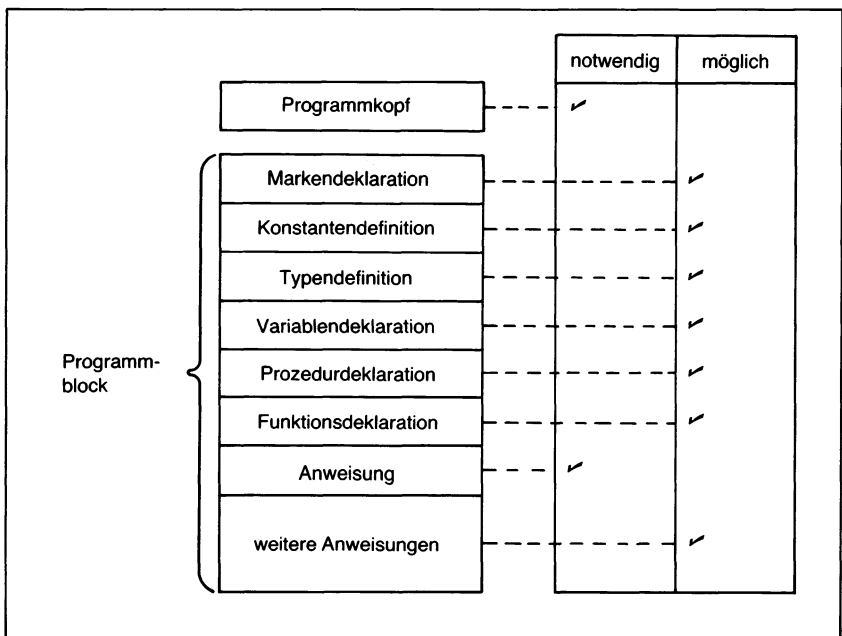 notwendig möglich
Programmkopf ✓
Markendeklaration ✓
Konstantendefinition ✓
Typendefinition ✓
Variablendeklaration ✓
Programm-
block
Prozedurdeklaration ✓
Funktionsdeklaration ✓
Anweisung ✓
weitere Anweisungen ✓